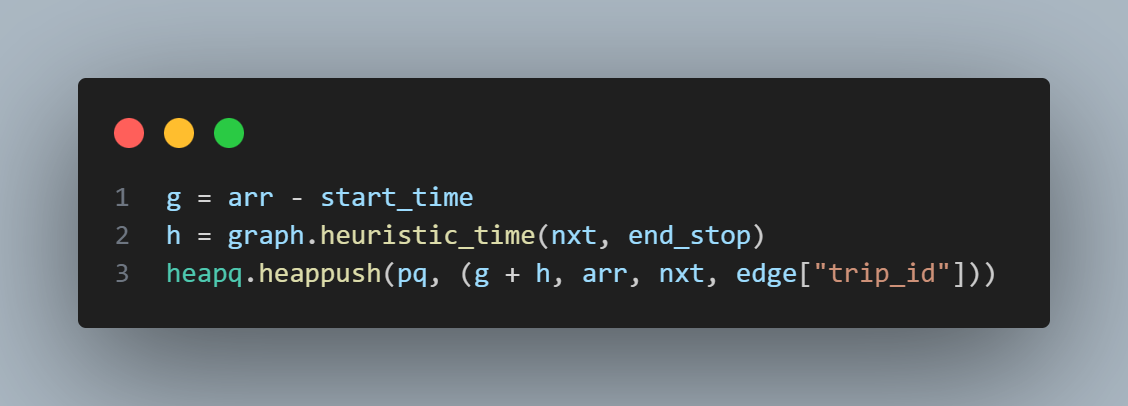 1 g = arr - start_time
2 h = graph.heuristic_time(nxt, end_stop)
3 heapq.heappush(pq, (g + h, arr, nxt, edge["trip_id"]))